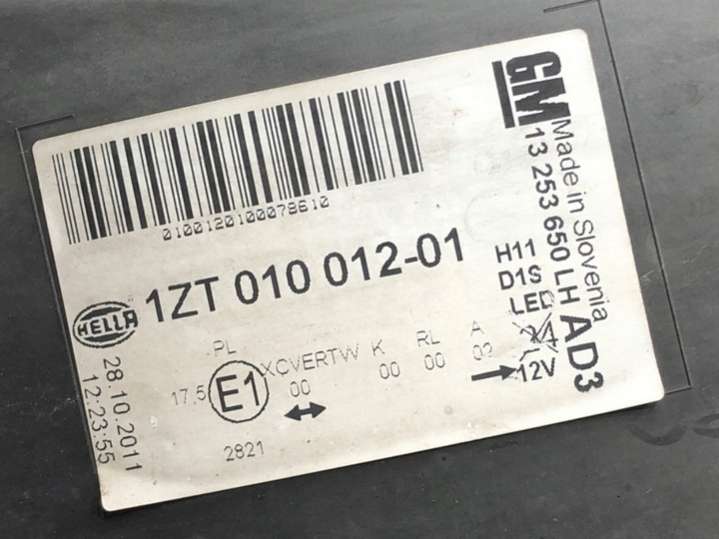 0100120100078610
1ZT 010 012-01
HELLA
28.10.2011
12:23:55
PL
17.5
E1
XCVERTW K RL A
00 00 00 02
2821
H11
D1S
LED
24
12V
GM
Made in Slovenia
13 253 650 LH AD3